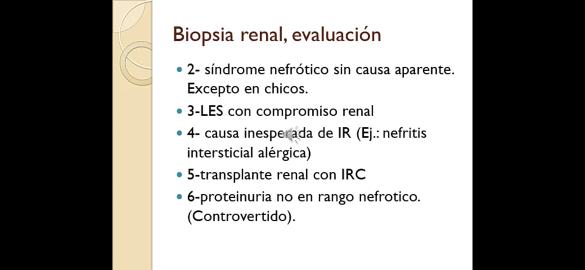 Biopsia renal, evaluación
2- síndrome nefrótico sin causa aparente.
Excepto en chicos.
3-LES con compromiso renal
4- causa inesperada de IR (Ej.: nefritis
intersticial alérgica)
5-transplante renal con IRC
6-proteinuria no en rango nefrotico.
(Controvertido).